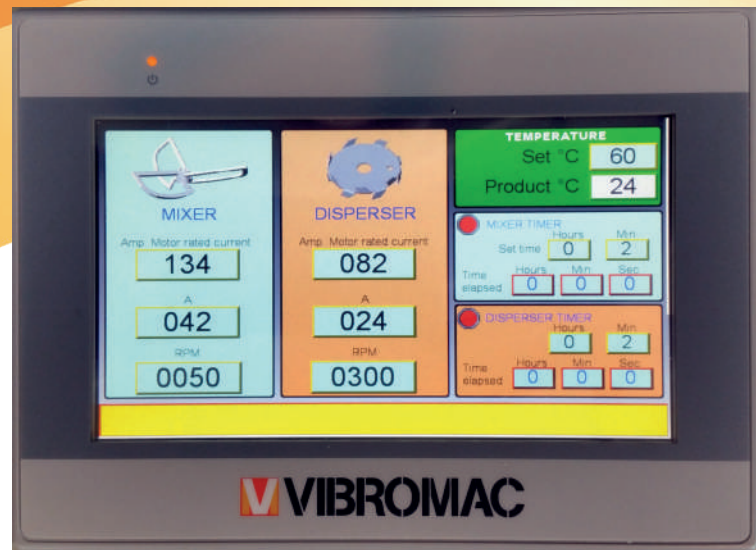 MIXER
Amp. Motor rated current
134
A
042
RPM
0050
DISPERSER
Amp. Motor rated current
082
A
024
RPM
0300
TEMPERATURE
Set °C 60
Product °C 24
MIXER TIMER
Hours Min
Set time 0 2
Hours Min Sec
Time elapsed 0 0 0
DISPERSER TIMER
Hours Min
0 2
Hours Min Sec
Time elapsed 0 0 0
V VIBROMAC